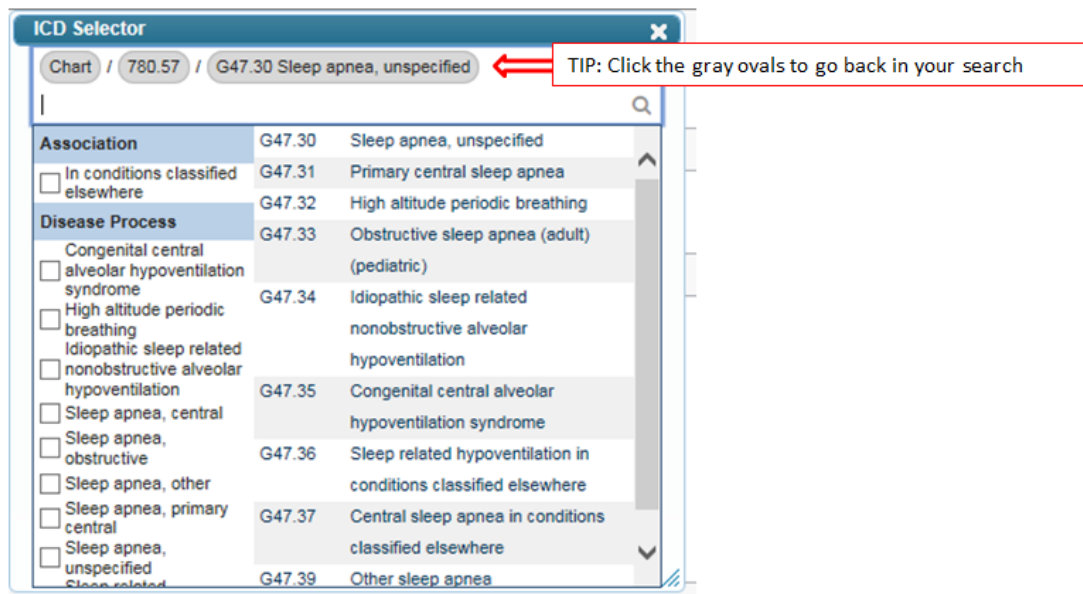 ICD Selector
Chart / 780.57 / G47.30 Sleep apnea, unspecified
TIP: Click the gray ovals to go back in your search
Association
In conditions classified
elsewhere
Disease Process
Congenital central
alveolar hypoventilation
syndrome
High altitude periodic
breathing
Idiopathic sleep related
nonobstructive alveolar
hypoventilation
Sleep apnea, central
Sleep apnea,
obstructive
Sleep apnea, other
Sleep apnea, primary
central
Sleep apnea,
unspecified
Sleep related
G47.30 Sleep apnea, unspecified
G47.31 Primary central sleep apnea
G47.32 High altitude periodic breathing
G47.33 Obstructive sleep apnea (adult)
(pediatric)
G47.34 Idiopathic sleep related
nonobstructive alveolar
hypoventilation
G47.35 Congenital central alveolar
hypoventilation syndrome
G47.36 Sleep related hypoventilation in
conditions classified elsewhere
G47.37 Central sleep apnea in conditions
classified elsewhere
G47.39 Other sleep apnea